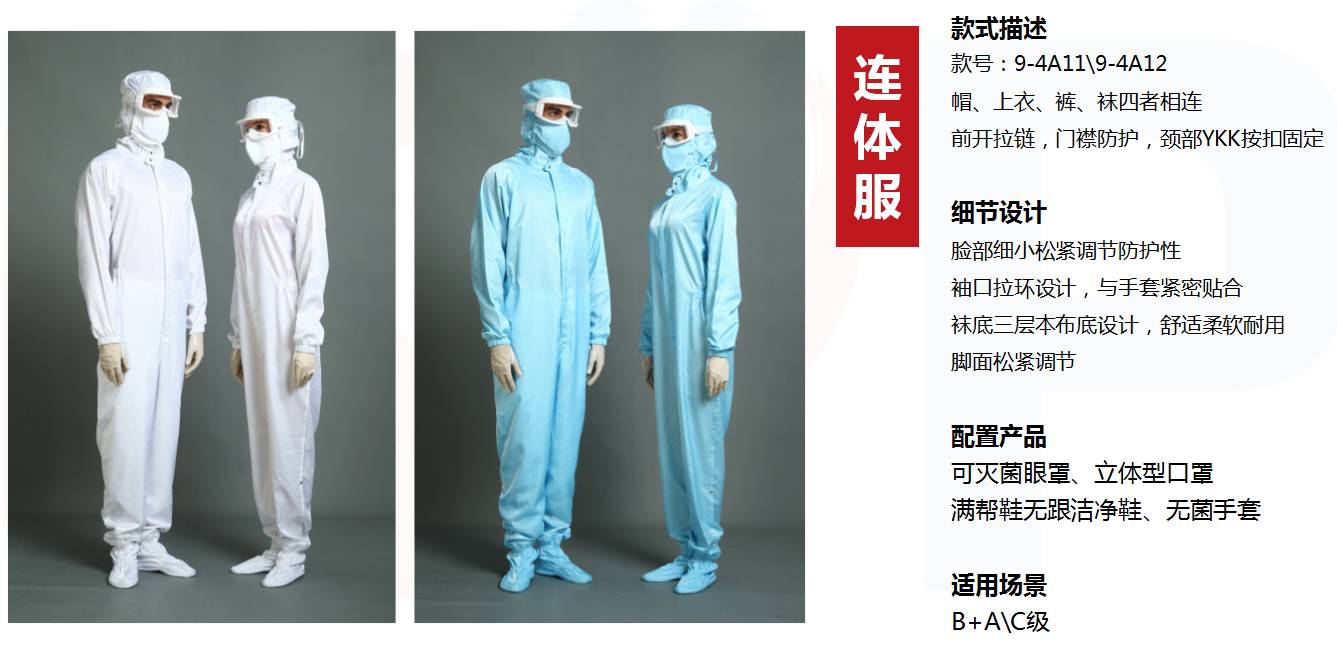 连体服
款式描述
款号：9-4A11\9-4A12
帽、上衣、裤、袜四者相连
前开拉链，门襟防护，颈部YKK按扣固定
细节设计
脸部细小松紧调节防护性
袖口拉环设计，与手套紧密贴合
袜底三层本布底设计，舒适柔软耐用
脚面松紧调节
配置产品
可灭菌眼罩、立体型口罩
满帮鞋无跟洁净鞋、无菌手套
适用场景
B+A\C级